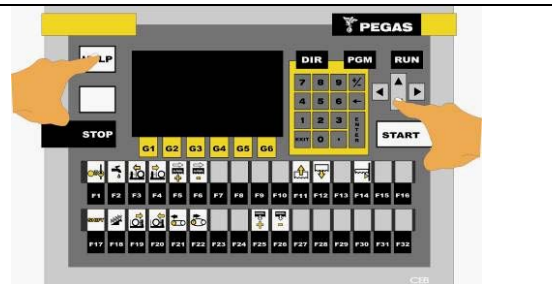 PEGAS
HELP
DIR PGM RUN
7 8 9 +/-
4 5 6 ←
1 2 3 ENTER
EXIT 0 .
STOP
START
G1 G2 G3 G4 G5 G6
F1 F2 F3 F4 F5 F6 F7 F8 F9 F10 F11 F12 F13 F14 F15 F16
SHIFT
F17 F18 F19 F20 F21 F22 F23 F24 F25 F26 F27 F28 F29 F30 F31 F32